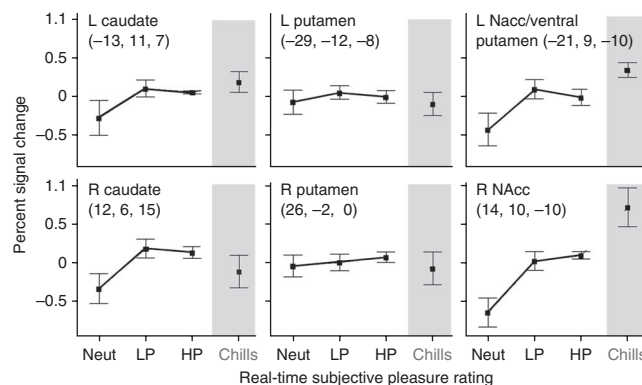 1.1
L caudate
(−13, 11, 7)
L putamen
(−29, −12, −8)
L Nacc/ventral
putamen (−21, 9, −10)
0.5
0
−0.5
Percent signal change
1.1
R caudate
(12, 6, 15)
R putamen
(26, −2, 0)
R NAcc
(14, 10, −10)
0.5
0
−0.5
Neut LP HP Chills Neut LP HP Chills Neut LP HP Chills
Real-time subjective pleasure rating